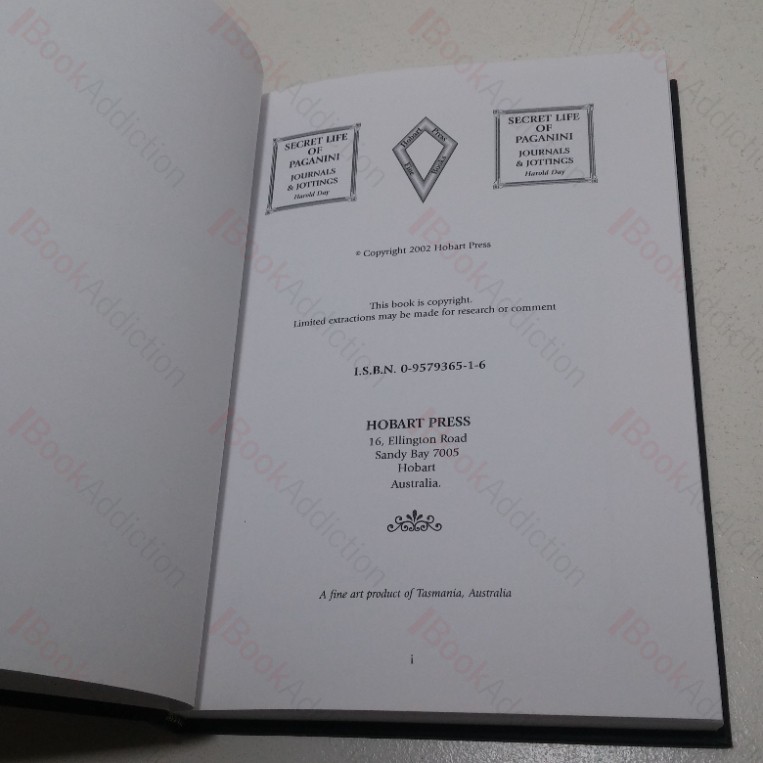 SECRET LIFE
OF
PAGANINI
JOURNALS
& JOTTINGS
Harold Day
Hobart Press
Fine Books
SECRET LIFE
OF
PAGANINI
JOURNALS
& JOTTINGS
Harold Day
© Copyright 2002 Hobart Press
This book is copyright.
Limited extractions may be made for research or comment
I.S.B.N. 0-9579365-1-6
HOBART PRESS
16, Ellington Road
Sandy Bay 7005
Hobart
Australia.
A fine art product of Tasmania, Australia
i
BookAddiction